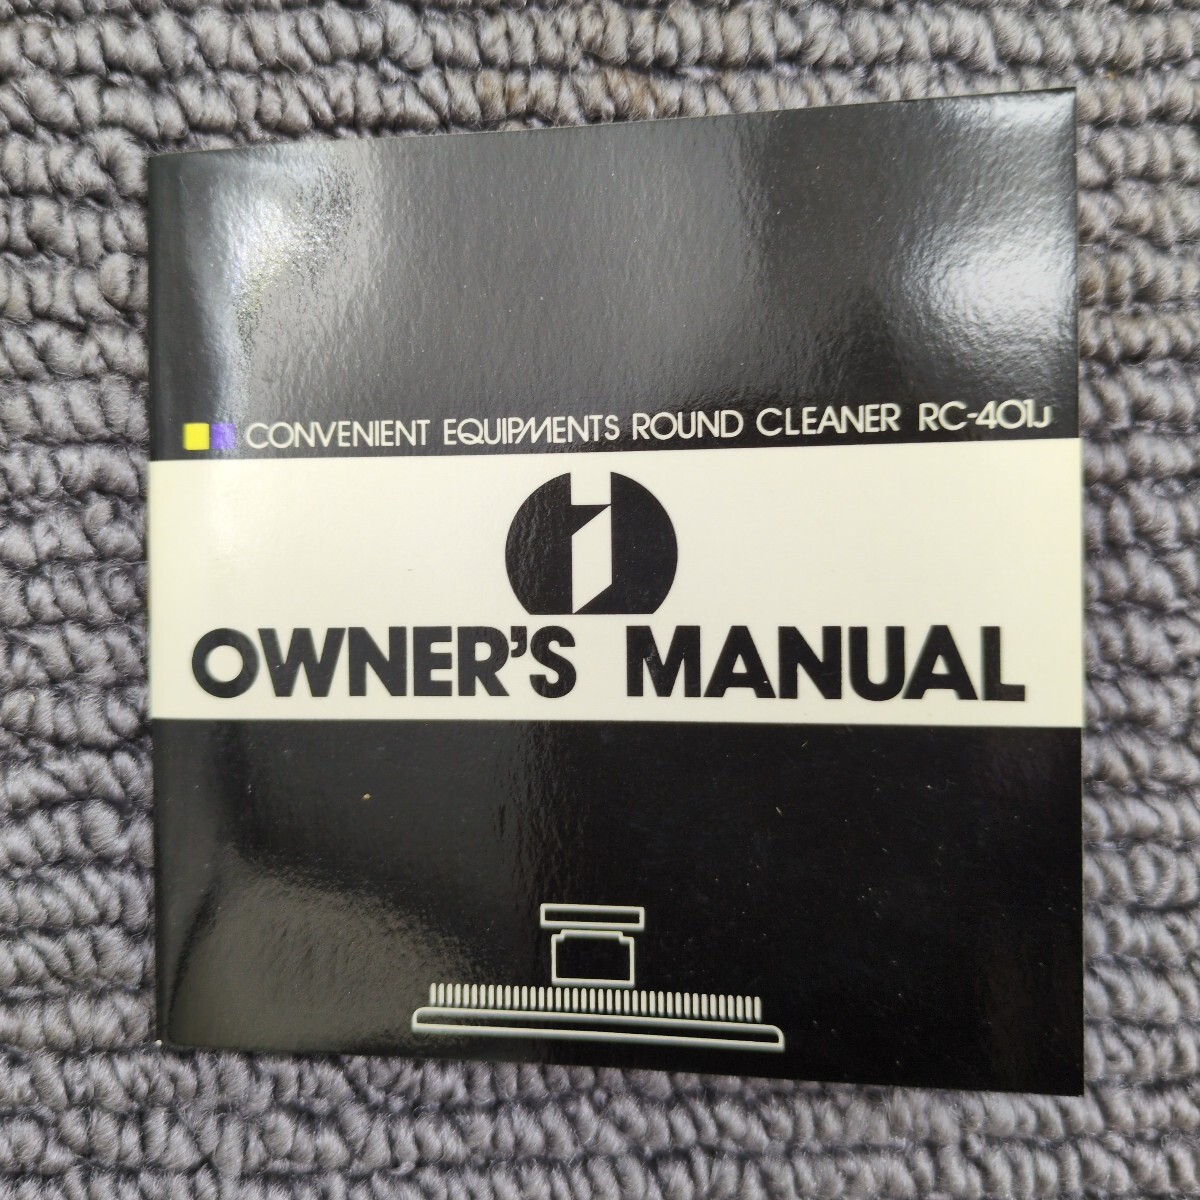 CONVENIENT EQUIPMENTS ROUND CLEANER RC-401J
OWNER'S MANUAL